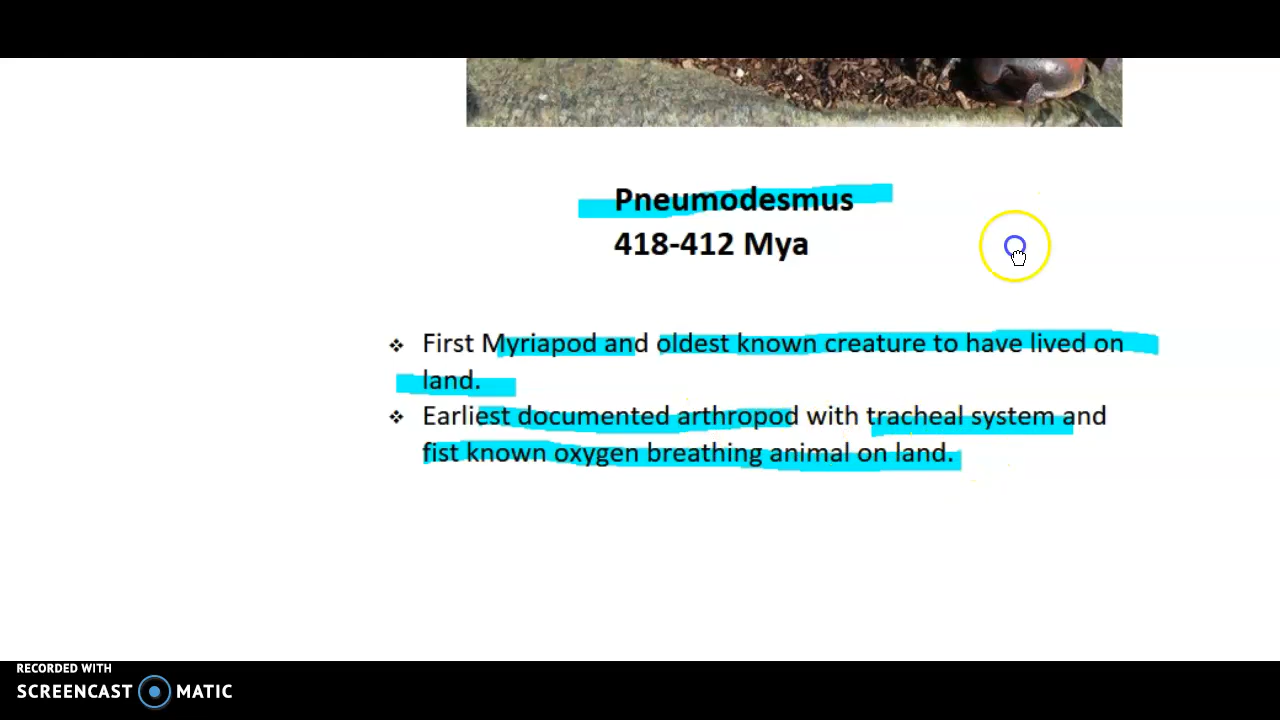 Pneumodesmus
418-412 Mya
❖ First Myriapod and oldest known creature to have lived on
land.
❖ Earliest documented arthropod with tracheal system and
fist known oxygen breathing animal on land.
RECORDED WITH
SCREENCAST MATIC